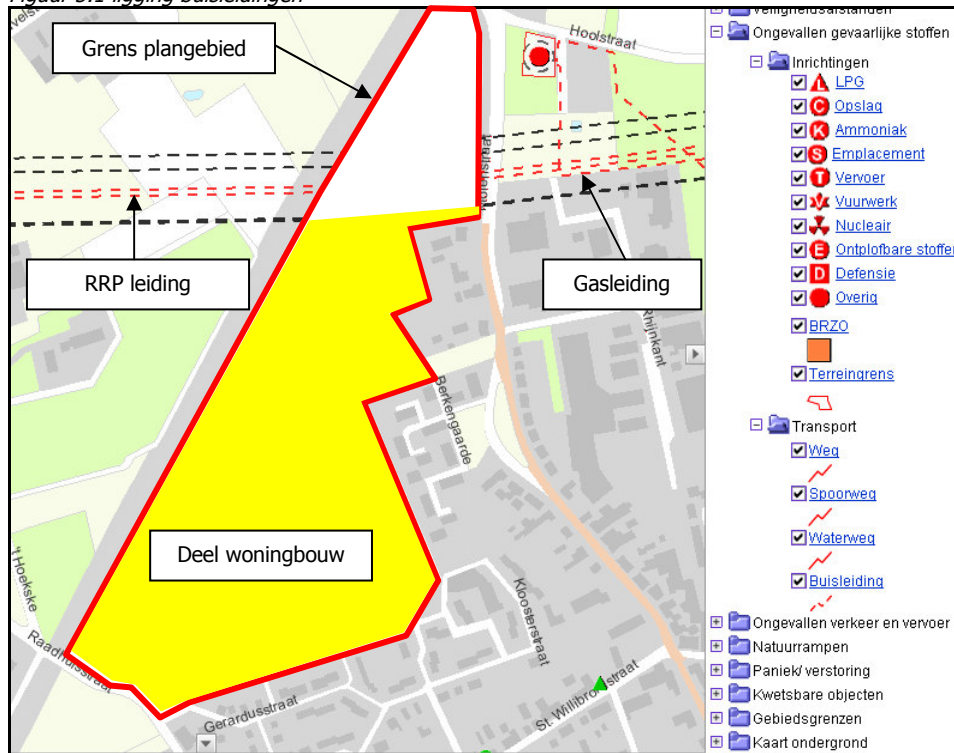 Figuur 5.1 ligging buisleidingen
Grens plangebied
Hoolstraat
RRP leiding
Gasleiding
Rhijnkant
Berkengaarde
Deel woningbouw
't Hoekske
Raadhuisstraat
Kloosterstraat
Gerardusstraat
St. Willibrordstraat
Veiligheidsafstanden
Ongevallen gevaarlijke stoffen
Inrichtingen
L LPG
C Opslag
K Ammoniak
S Emplacement
T Vervoer
Vuurwerk
Nucleair
E Ontplofbare stoffen
D Defensie
Overig
BRZO
Terreingrens
Transport
Weg
Spoorweg
Waterweg
Buisleiding
Ongevallen verkeer en vervoer
Natuurrampen
Paniek/ verstoring
Kwetsbare objecten
Gebiedsgrenzen
Kaart ondergrond